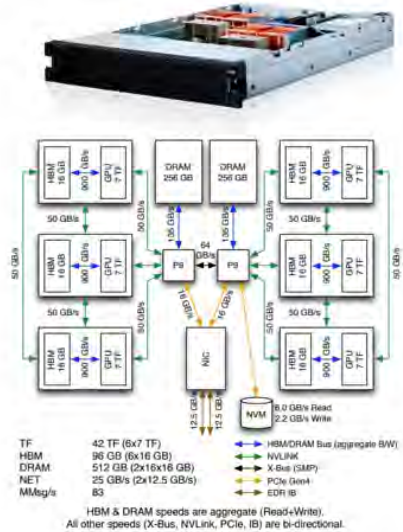 DRAM
256 GB
DRAM
256 GB
HBM
16 GB
900 GB/s
GPU
7 TF
HBM
16 GB
900 GB/s
GPU
7 TF
50 GB/s
50 GB/s
135 GB/s
135 GB/s
50 GB/s
50 GB/s
64
GB/s
50 GB/s
HBM
16 GB
900 GB/s
GPU
7 TF
P9
P9
HBM
16 GB
900 GB/s
GPU
7 TF
50 GB/s
50 GB/s
50 GB/s
16 GB/s
16 GB/s
50 GB/s
50 GB/s
HBM
16 GB
900 GB/s
GPU
7 TF
NIC
HBM
16 GB
900 GB/s
GPU
7 TF
12.5 GB/s
12.5 GB/s
NVM
6.0 GB/s Read
2.2 GB/s Write
TF 42 TF (6x7 TF)
HBM 96 GB (6x16 GB)
DRAM 512 GB (2x16x16 GB)
NET 25 GB/s (2x12.5 GB/s)
MMsg/s 83
HBM/DRAM Bus (aggregate B/W)
NVLINK
X-Bus (SMP)
PCIe Gen4
EDR IB
HBM & DRAM speeds are aggregate (Read+Write).
All other speeds (X-Bus, NVLink, PCIe, IB) are bi-directional.